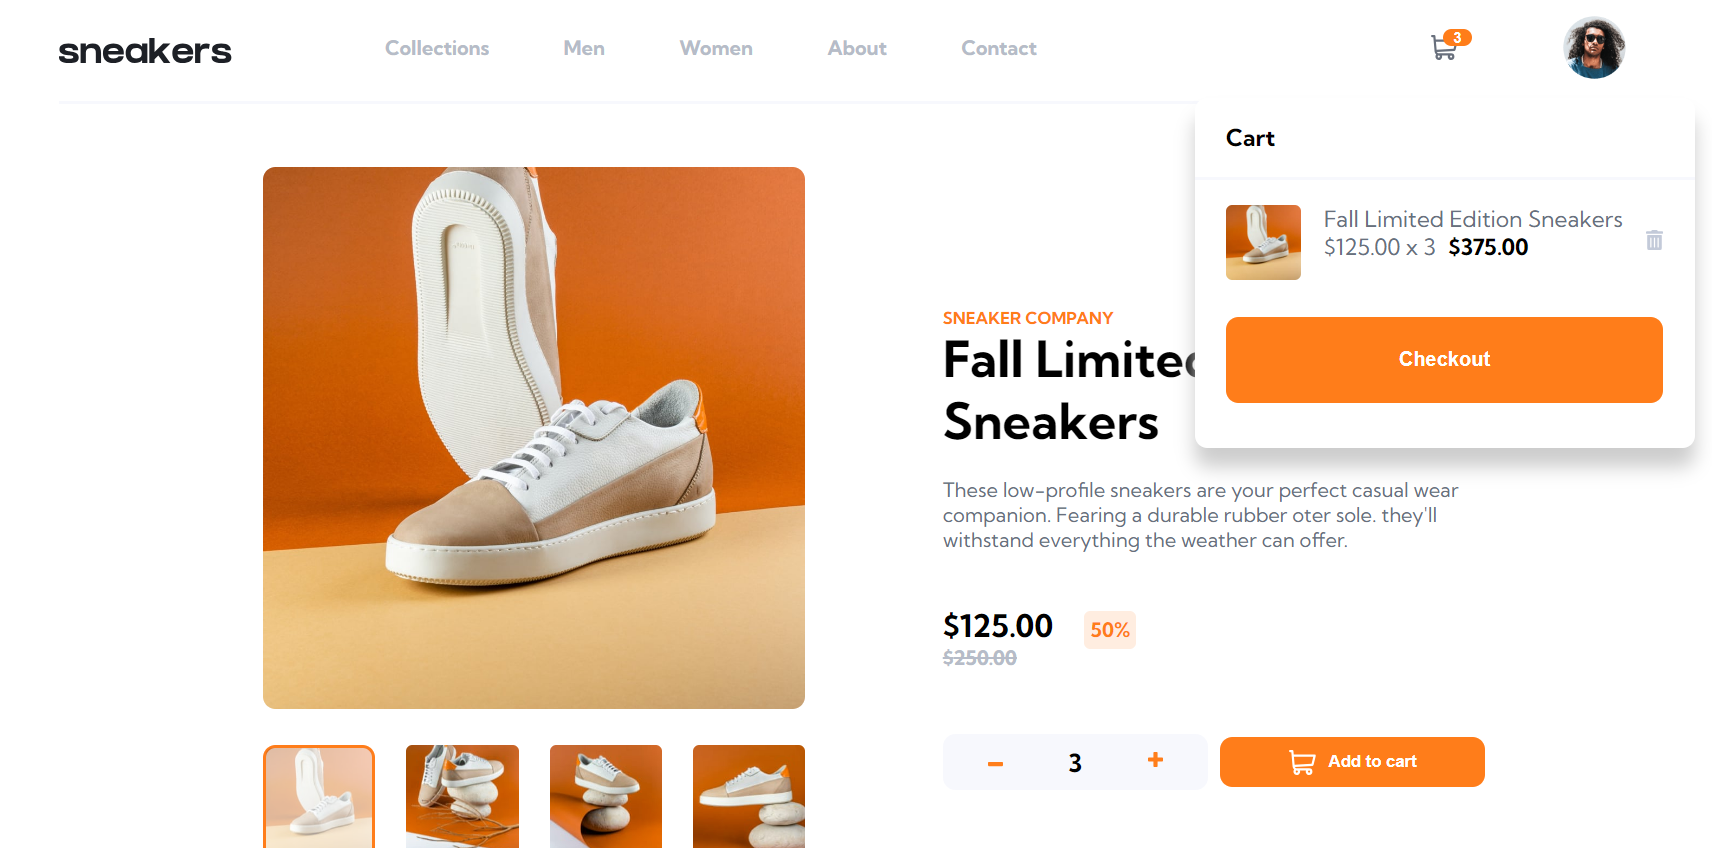 sneakers
Collections
Men
Women
About
Contact
3
Cart
Fall Limited Edition Sneakers
$125.00 x 3 $375.00
Checkout
SNEAKER COMPANY
Fall Limited
Sneakers
These low-profile sneakers are your perfect casual wear
companion. Fearing a durable rubber oter sole. they'll
withstand everything the weather can offer.
$125.00
50%
$250.00
3
Add to cart